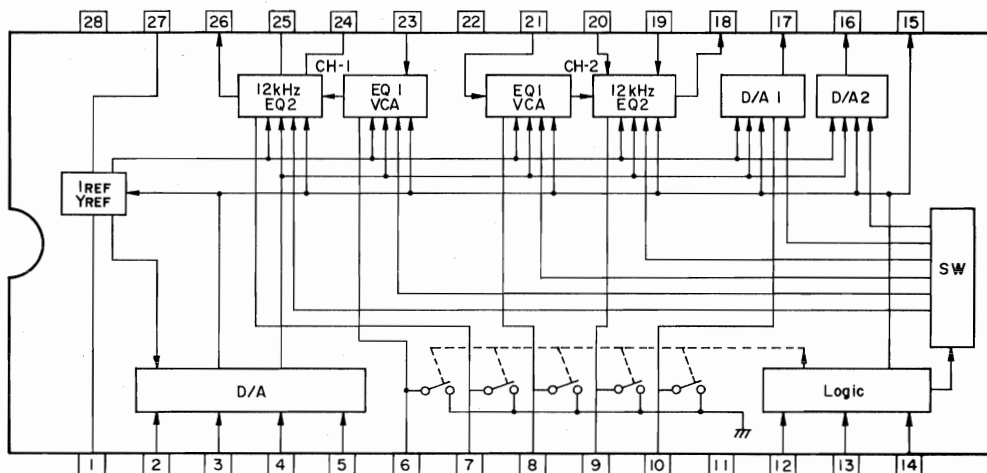 28 27 26 25 24 23 22 21 20 19 18 17 16 15
CH-1 CH-2
12kHz EQ2
EQ1 VCA
EQ1 VCA
12kHz EQ2
D/A 1
D/A2
IREF
YREF
SW
D/A
Logic
1 2 3 4 5 6 7 8 9 10 11 12 13 14